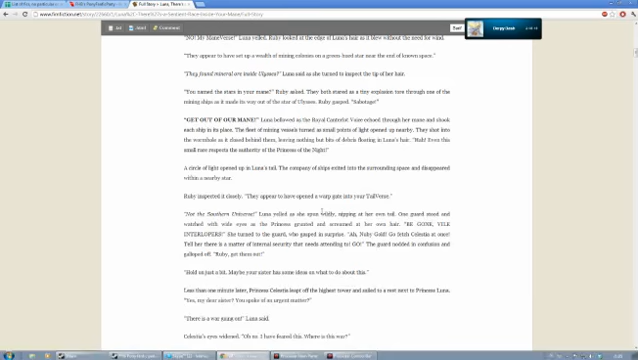 "NO! My ManeVerse!" Luna yelled. Ruby looked at the edge of Luna's hair as it blew without the need for wind.
"They appear to have set up a wealth of mining colonies on a green hued star near the end of known space."
"They found mineral ore inside Ulysses?" Luna said as she turned to inspect the tip of her hair.
"You named the stars in your mane?" Ruby asked. They both stared as a tiny explosion tore through one of the
mining ships as it made its way out of the star of Ulysses. Ruby gasped. "Sabotage!"
"GET OUT OF OUR MANE!" Luna bellowed as the Royal Canterlot Voice echoed through her mane and shook
each ship in its place. The fleet of mining vessels turned as small points of light opened up nearby. They shot into
the wormhole as it closed behind them, leaving nothing but bits of debris floating in Luna's hair. "Hah! Even this
small race respects the authority of the Princess of the Night!"
A circle of light opened up in Luna's tail. The company of ships exited into the surrounding space and disappeared
within a nearby star.
Ruby inspected it closely. "They appear to have opened a warp gate into your TailVerse."
"Not the Southern Universe!" Luna yelled as she spun wildly, nipping at her own tail. One guard stood and
watched with wide eyes as the Princess grunted and screamed at her own hair. "BE GONE, VILE
INTERLOPERS!" She turned to the guard, who gasped in surprise. "Ah, Ruby Gold! Go fetch Celestia at once!
Tell her there is a matter of internal security that needs attending to! GO!" The guard nodded in confusion and
galloped off. "Ruby, get them out!"
"Hold on just a bit. Maybe your sister has some ideas on what to do about this."
Less than one minute later, Princess Celestia leapt off the highest tower and sailed to a rest next to Princess Luna.
"Yes, my dear sister? You spoke of an urgent matter?"
"There is a war going on!" Luna said.
Celestia's eyes widened. "Oh no. I have feared this. Where is this war?"